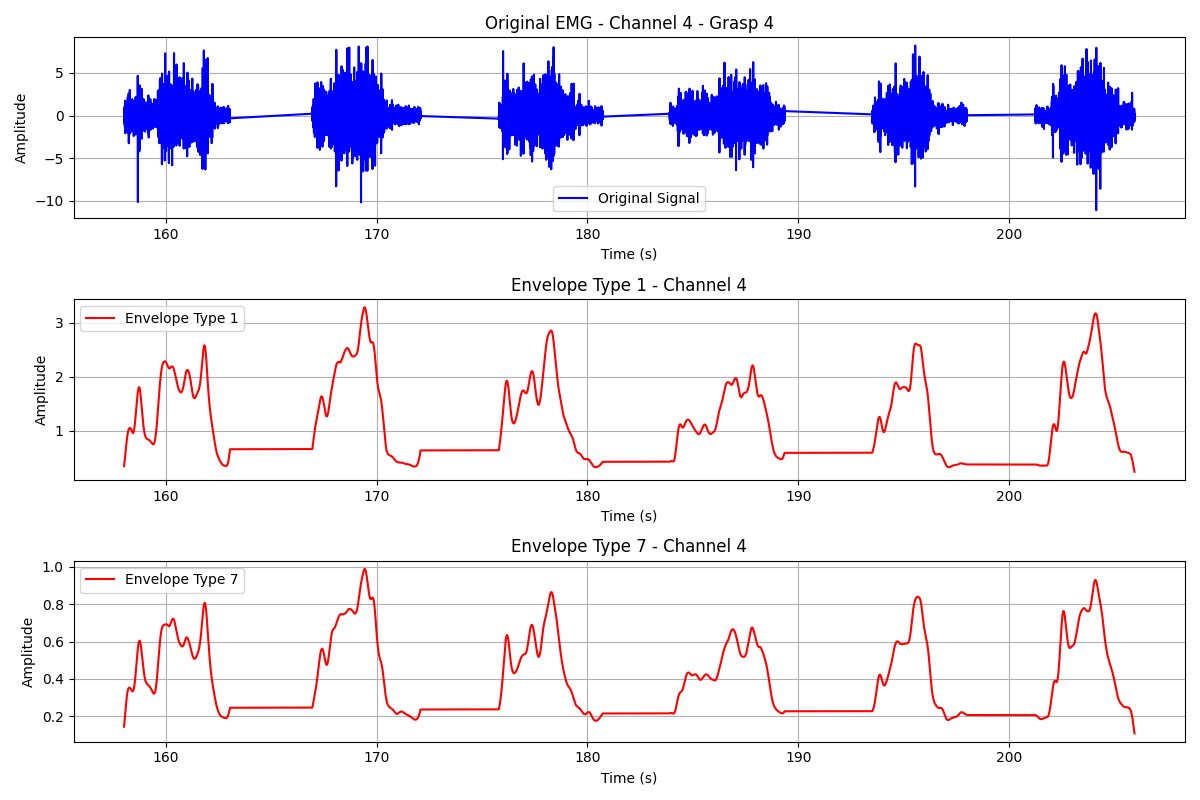 Original EMG - Channel 4 - Grasp 4
Amplitude
5
0
−5
−10
Original Signal
160 170 180 190 200
Time (s)
Envelope Type 1 - Channel 4
Amplitude
3
2
1
Envelope Type 1
160 170 180 190 200
Time (s)
Envelope Type 7 - Channel 4
Amplitude
1.0
0.8
0.6
0.4
0.2
Envelope Type 7
160 170 180 190 200
Time (s)